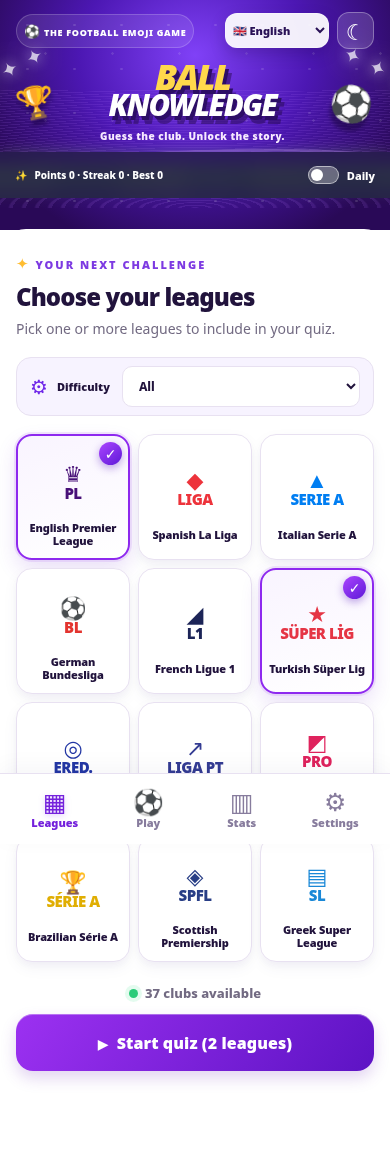 THE FOOTBALL EMOJI GAME
English
BALL
KNOWLEDGE
Guess the club. Unlock the story.
Points 0 · Streak 0 · Best 0
Daily
YOUR NEXT CHALLENGE
Choose your leagues
Pick one or more leagues to include in your quiz.
Difficulty
All
PL
English Premier
League
LIGA
Spanish La Liga
SERIE A
Italian Serie A
BL
German
Bundesliga
L1
French Ligue 1
SÜPER LİG
Turkish Süper Lig
ERED.
LIGA PT
PRO
Leagues
Play
Stats
Settings
SÉRIE A
Brazilian Série A
SPFL
Scottish
Premiership
SL
Greek Super
League
37 clubs available
Start quiz (2 leagues)